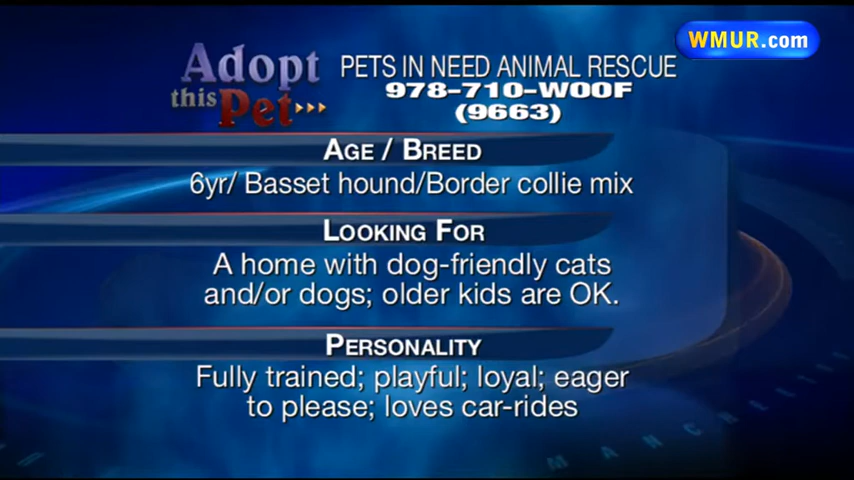 WMUR.com
Adopt
this Pet
PETS IN NEED ANIMAL RESCUE
978-710-WOOF
(9663)
AGE / BREED
6yr/ Basset hound/Border collie mix
LOOKING FOR
A home with dog-friendly cats
and/or dogs; older kids are OK.
PERSONALITY
Fully trained; playful; loyal; eager
to please; loves car-rides
MANCHESTER